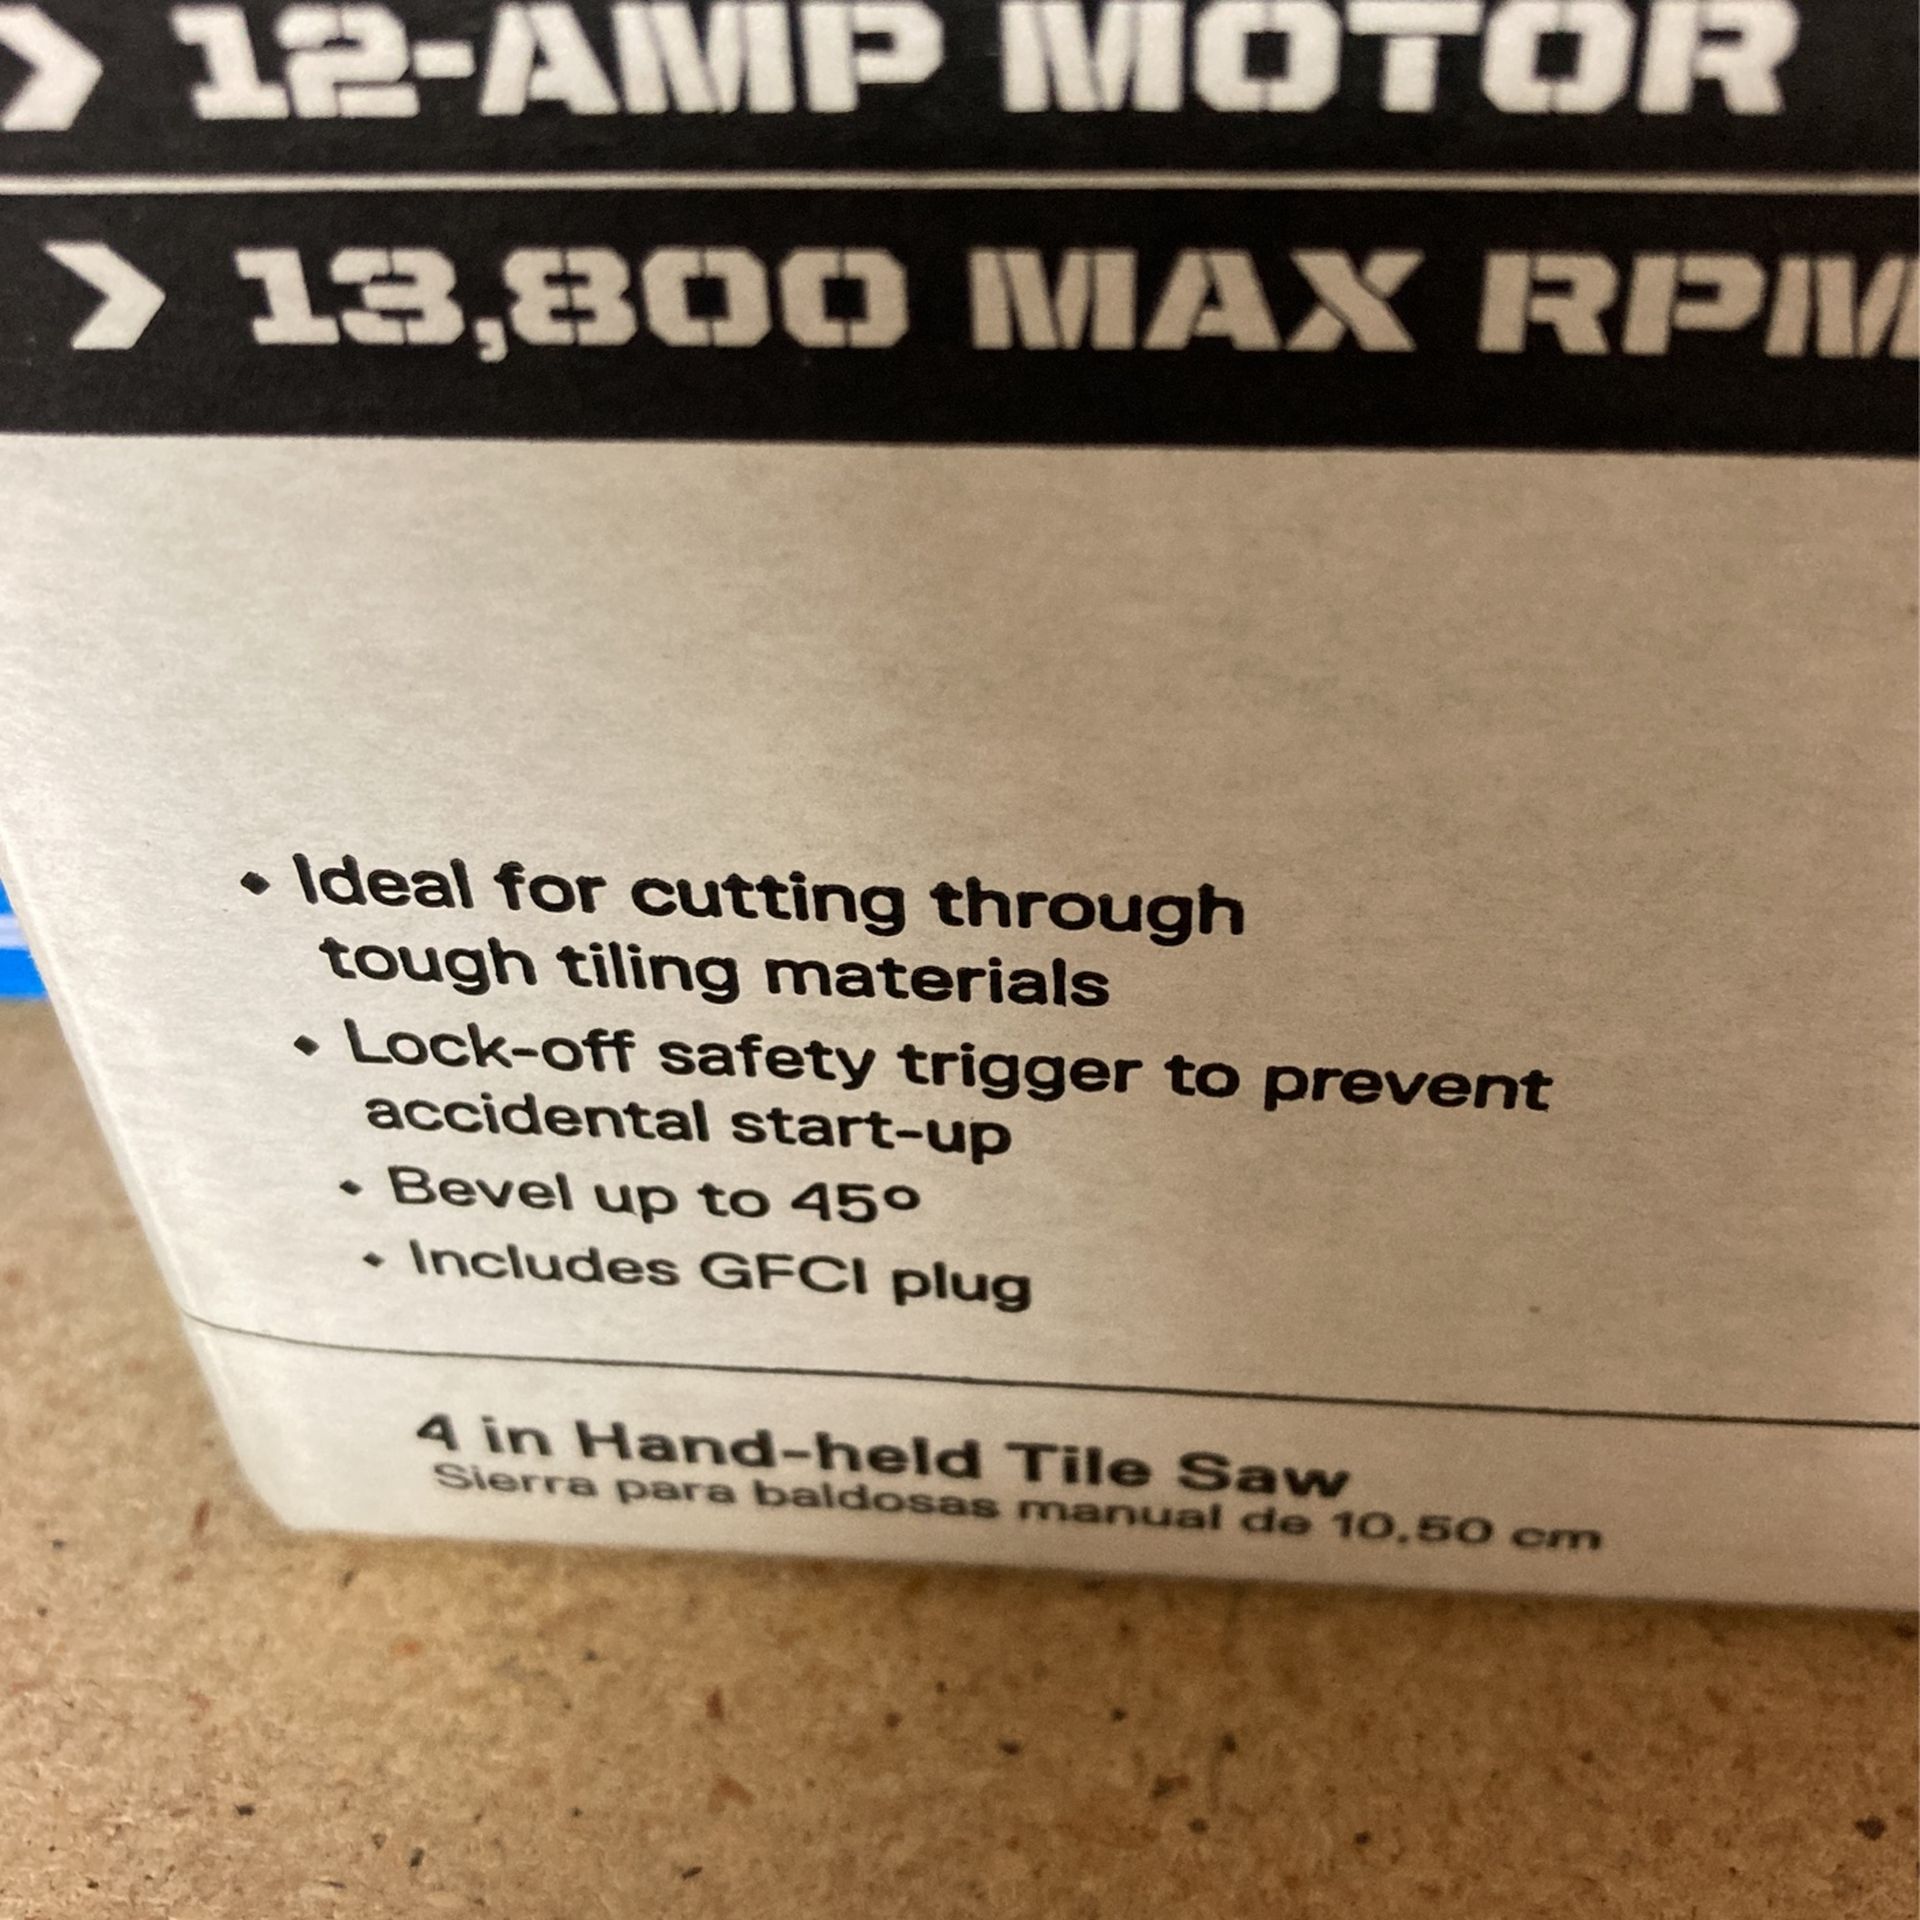 12-AMP MOTOR
13,800 MAX RPM
• Ideal for cutting through
tough tiling materials
• Lock-off safety trigger to prevent
accidental start-up
• Bevel up to 45º
• Includes GFCI plug
4 in Hand-held Tile Saw
Sierra para baldosas manual de 10,50 cm